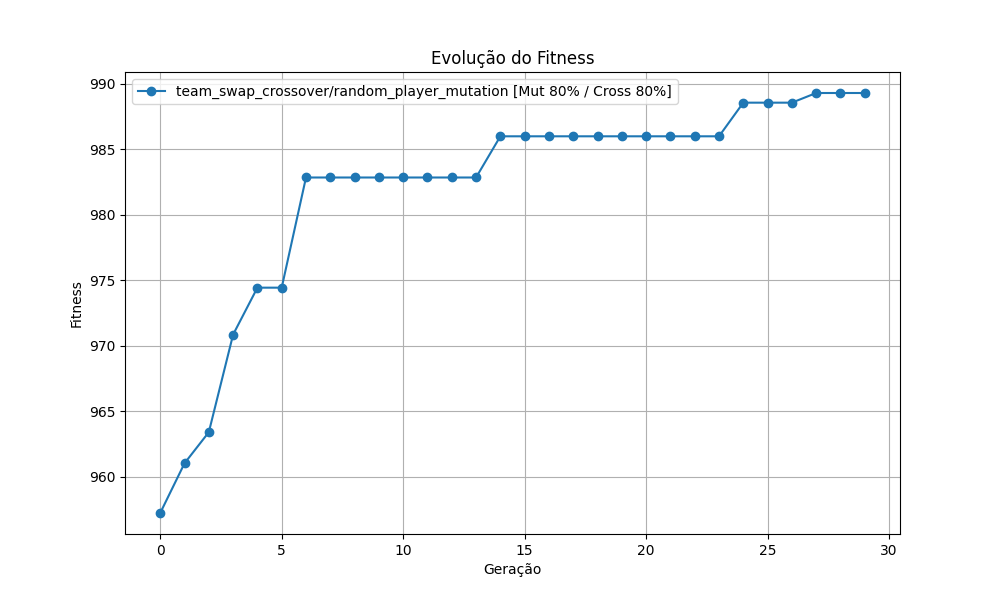 Evolução do Fitness
team_swap_crossover/random_player_mutation [Mut 80% / Cross 80%]
990
985
980
975
970
965
960
Fitness
0 5 10 15 20 25 30
Geração